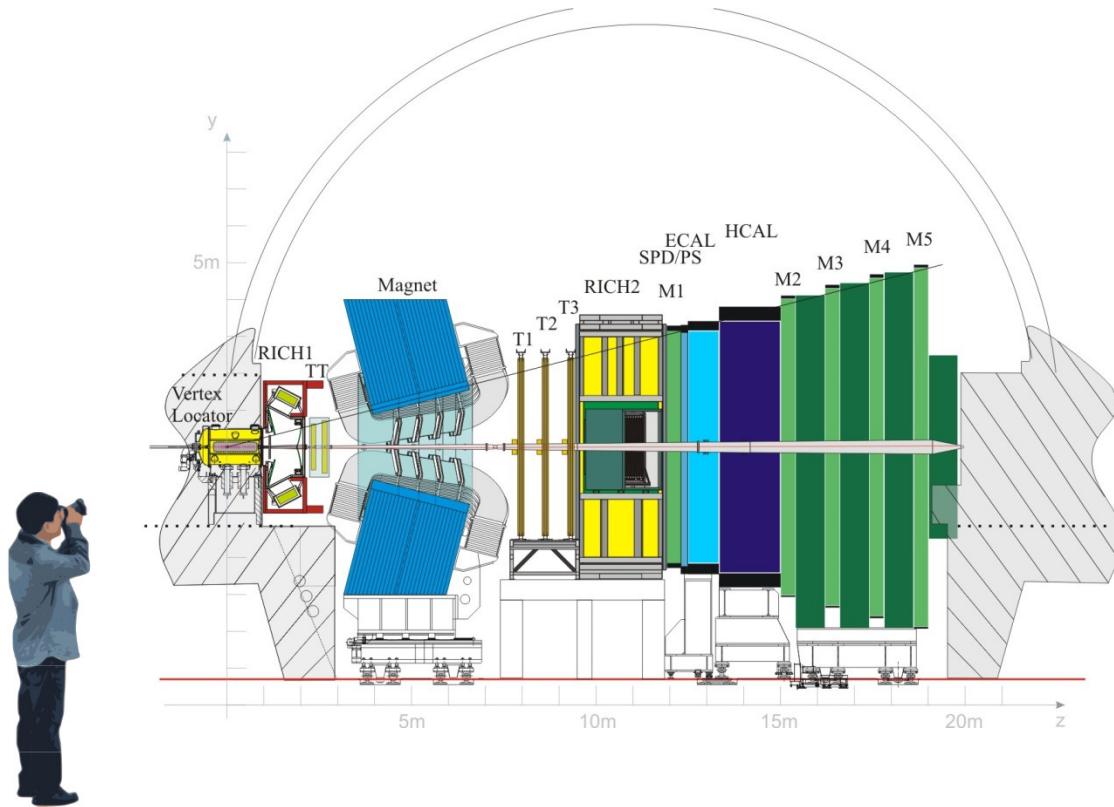 y
5m
Vertex
Locator
RICH1
TT
Magnet
T1
T2
T3
RICH2
M1
SPD/PS
ECAL
HCAL
M2
M3
M4
M5
5m
10m
15m
20m
z